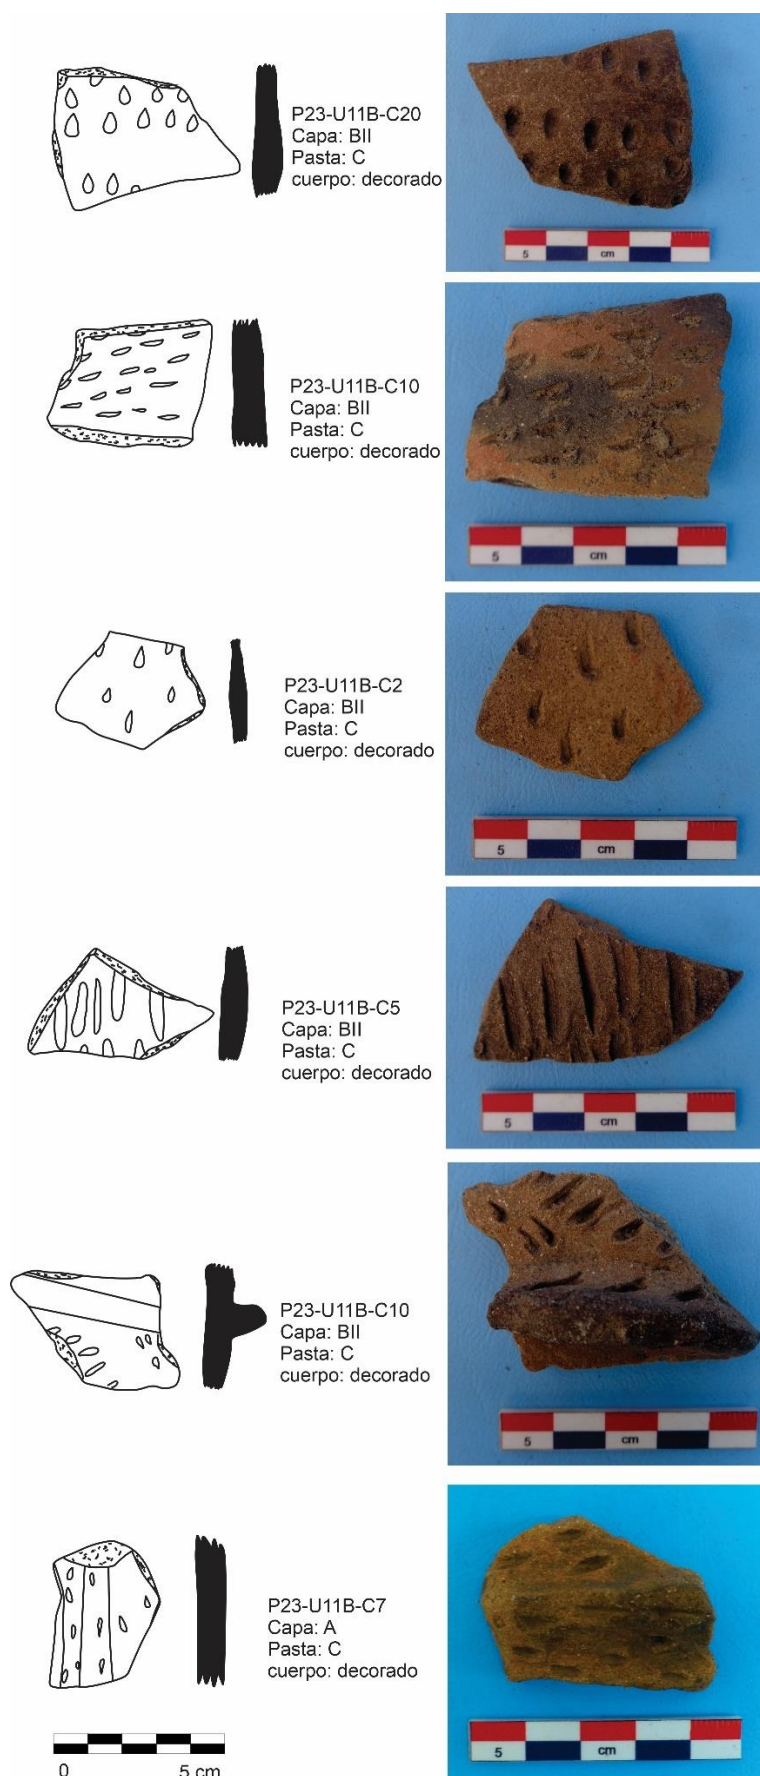 P23-U11B-C20
Capa: BII
Pasta: C
cuerpo: decorado
5 cm
P23-U11B-C10
Capa: BII
Pasta: C
cuerpo: decorado
5 cm
P23-U11B-C2
Capa: BII
Pasta: C
cuerpo: decorado
5 cm
P23-U11B-C5
Capa: BII
Pasta: C
cuerpo: decorado
5 cm
P23-U11B-C10
Capa: BII
Pasta: C
cuerpo: decorado
5 cm
P23-U11B-C7
Capa: A
Pasta: C
cuerpo: decorado
5 cm
0 5 cm